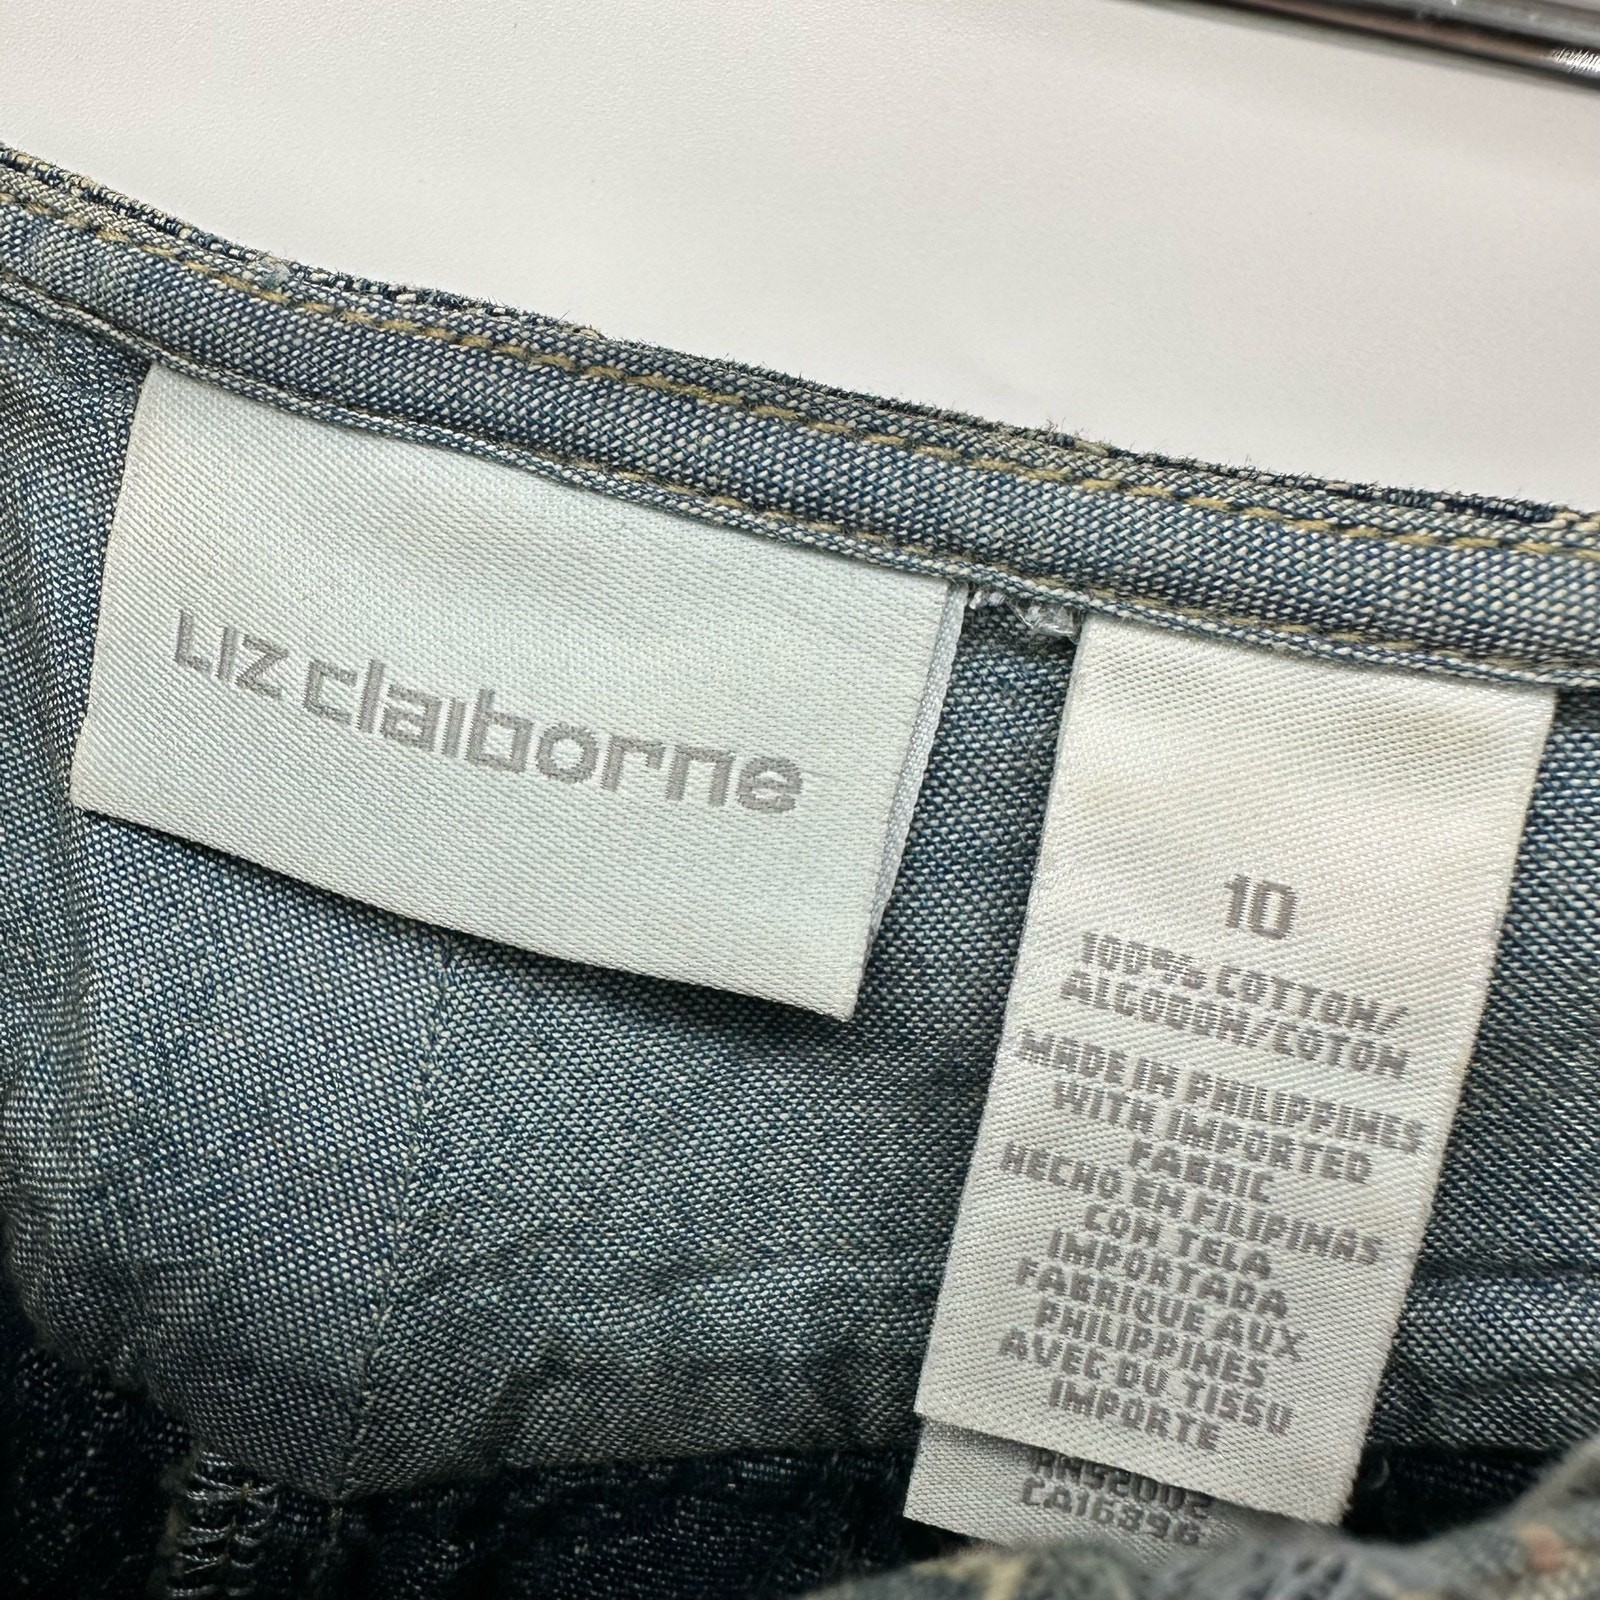 Liz claiborne
10
100% COTTON/
ALGODON/COTON
MADE IN PHILIPPINES
WITH IMPORTED
FABRIC
HECHO EN FILIPINAS
COM TELA
IMPORTADA
FABRIQUE AUX
PHILIPPINES
AVEC DU TISSU
IMPORTE
RN52002
CA16396